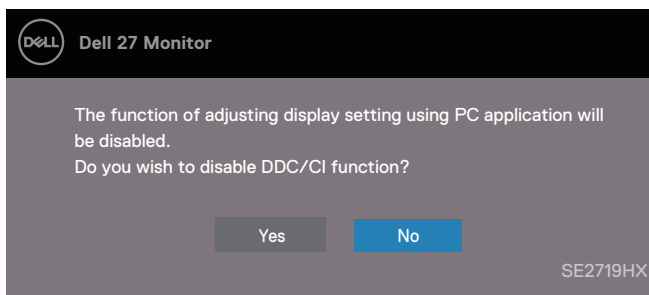 DELL Dell 27 Monitor
The function of adjusting display setting using PC application will
be disabled.
Do you wish to disable DDC/CI function?
Yes No
SE2719HX